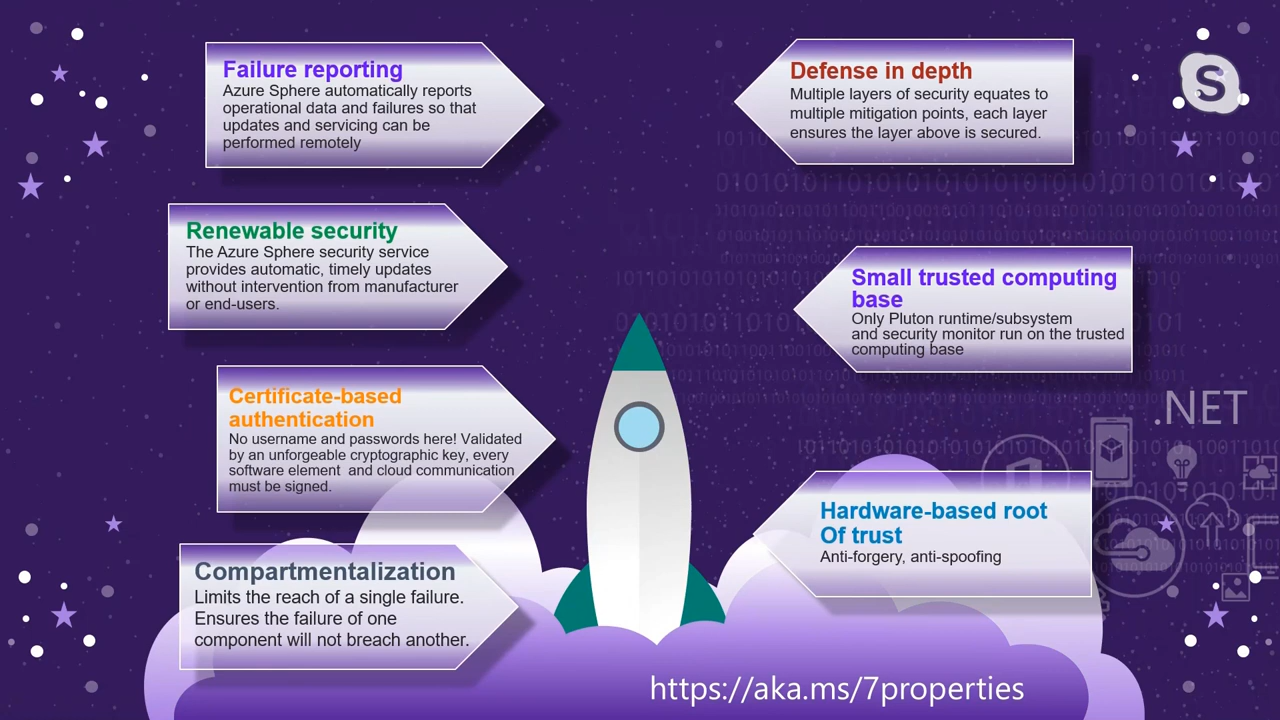 Failure reporting
Azure Sphere automatically reports
operational data and failures so that
updates and servicing can be
performed remotely
Renewable security
The Azure Sphere security service
provides automatic, timely updates
without intervention from manufacturer
or end-users.
Certificate-based
authentication
No username and passwords here! Validated
by an unforgeable cryptographic key, every
software element and cloud communication
must be signed.
Compartmentalization
Limits the reach of a single failure.
Ensures the failure of one
component will not breach another.
Defense in depth
Multiple layers of security equates to
multiple mitigation points, each layer
ensures the layer above is secured.
S
Small trusted computing
base
Only Pluton runtime/subsystem
and security monitor run on the trusted
computing base
.NET
Hardware-based root
Of trust
Anti-forgery, anti-spoofing
https://aka.ms/7properties